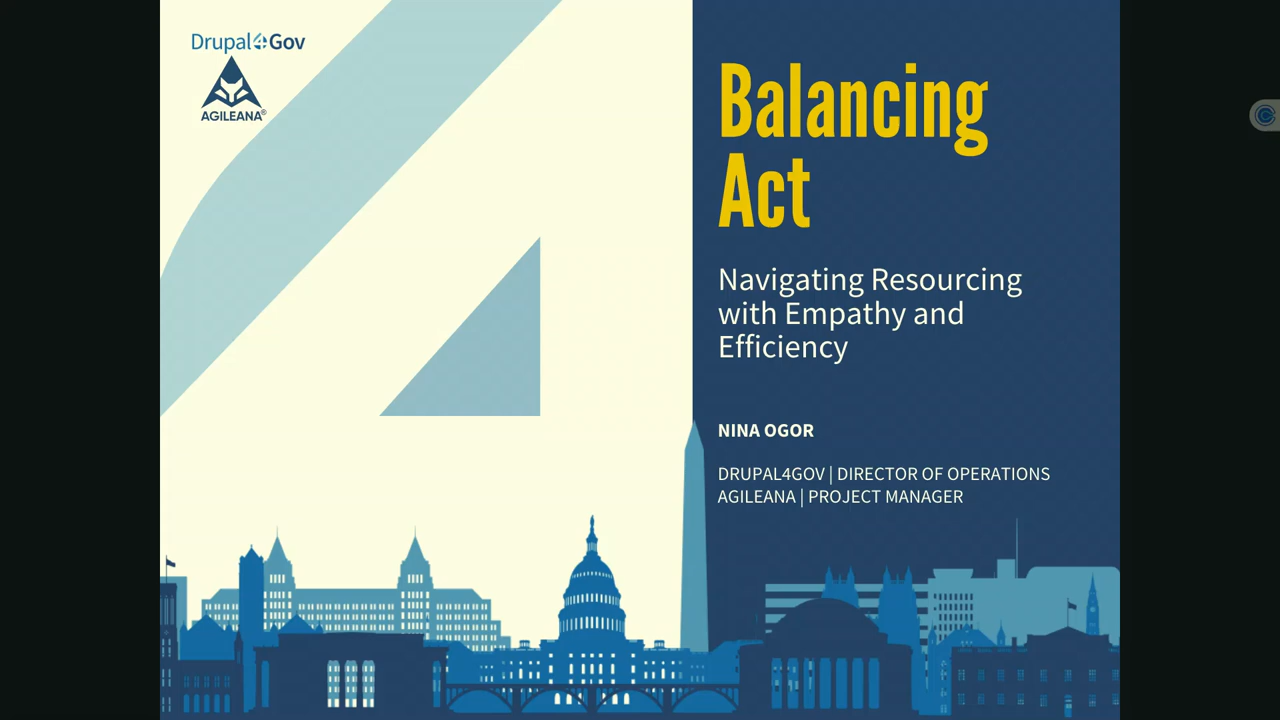 Drupal4Gov
AGILEANA®
Balancing
Act
Navigating Resourcing
with Empathy and
Efficiency
NINA OGOR
DRUPAL4GOV | DIRECTOR OF OPERATIONS
AGILEANA | PROJECT MANAGER